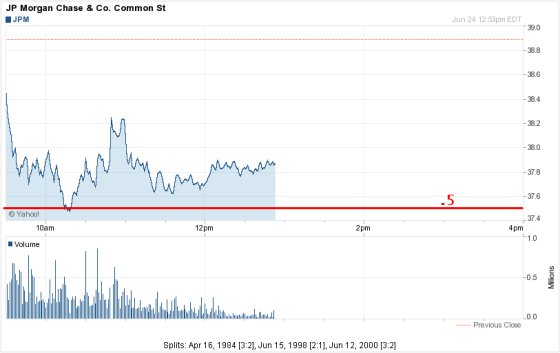 JP Morgan Chase & Co. Common St
JPM
Jun 24 12:53pm EDT
39.0
38.8
38.6
38.4
38.2
38.0
37.8
37.6
37.4
.5
© Yahoo!
10am
12pm
2pm
4pm
Volume
1.0
0.5
0.0
Millions
Previous Close
Splits: Apr 16, 1984 [3:2], Jun 15, 1998 [2:1], Jun 12, 2000 [3:2]